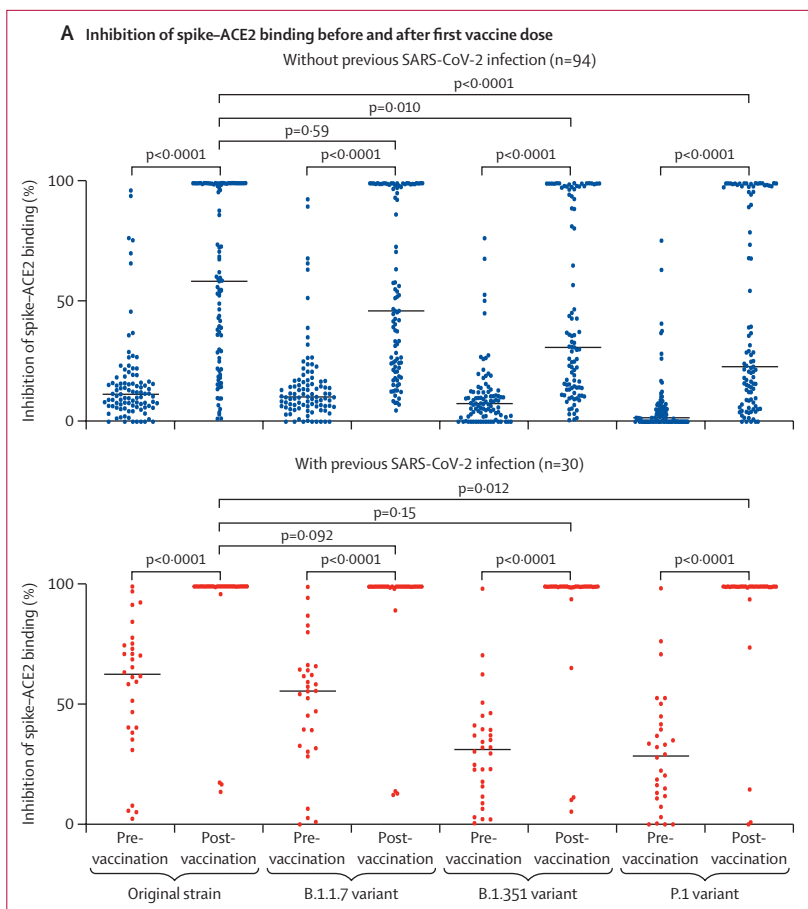 A Inhibition of spike–ACE2 binding before and after first vaccine dose
Without previous SARS-CoV-2 infection (n=94)
p<0·0001
p=0·010
p=0·59
p<0·0001 p<0·0001 p<0·0001 p<0·0001
100
50
0
Inhibition of spike–ACE2 binding (%)
With previous SARS-CoV-2 infection (n=30)
p=0·012
p=0·15
p=0·092
p<0·0001 p<0·0001 p<0·0001 p<0·0001
100
50
0
Inhibition of spike–ACE2 binding (%)
Pre- Post- Pre- Post- Pre- Post- Pre- Post-
vaccination vaccination vaccination vaccination vaccination vaccination vaccination vaccination
Original strain B.1.1.7 variant B.1.351 variant P.1 variant